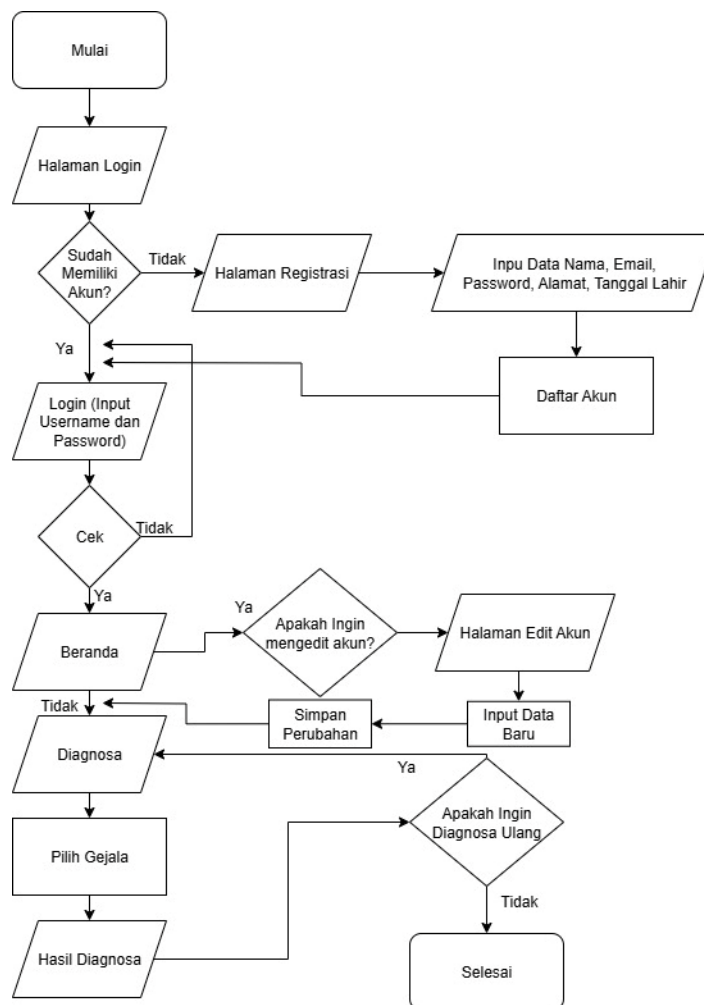 Mulai
Halaman Login
Sudah
Memiliki
Akun?
Tidak
Halaman Registrasi
Inpu Data Nama, Email,
Password, Alamat, Tanggal Lahir
Daftar Akun
Ya
Login (Input
Username dan
Password)
Cek
Tidak
Ya
Beranda
Ya
Apakah Ingin
mengedit akun?
Halaman Edit Akun
Input Data
Baru
Simpan
Perubahan
Tidak
Diagnosa
Ya
Pilih Gejala
Hasil Diagnosa
Apakah Ingin
Diagnosa Ulang
Tidak
Selesai